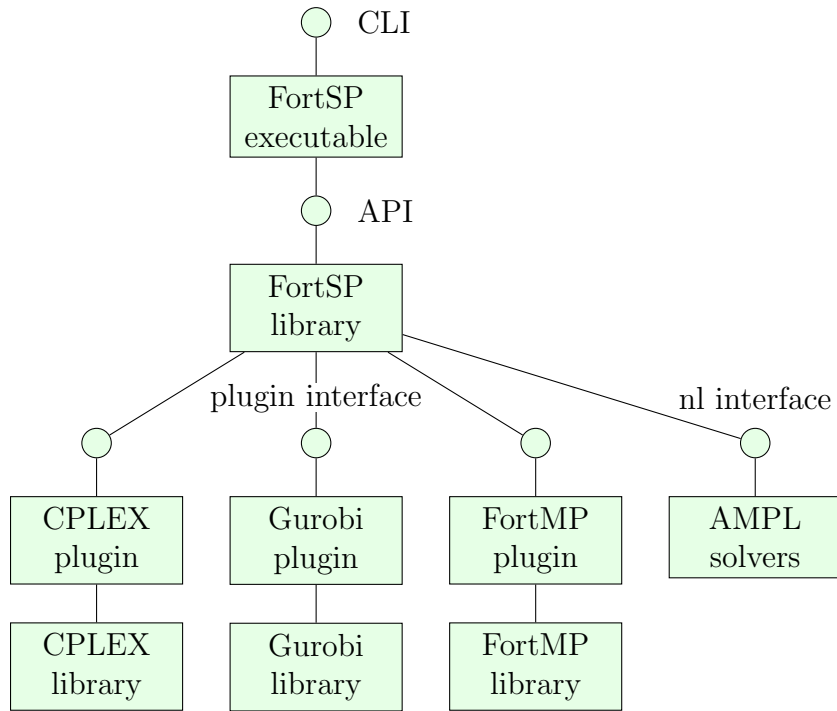 CLI
FortSP
executable
API
FortSP
library
plugin interface
nl interface
CPLEX
plugin
Gurobi
plugin
FortMP
plugin
AMPL
solvers
CPLEX
library
Gurobi
library
FortMP
library